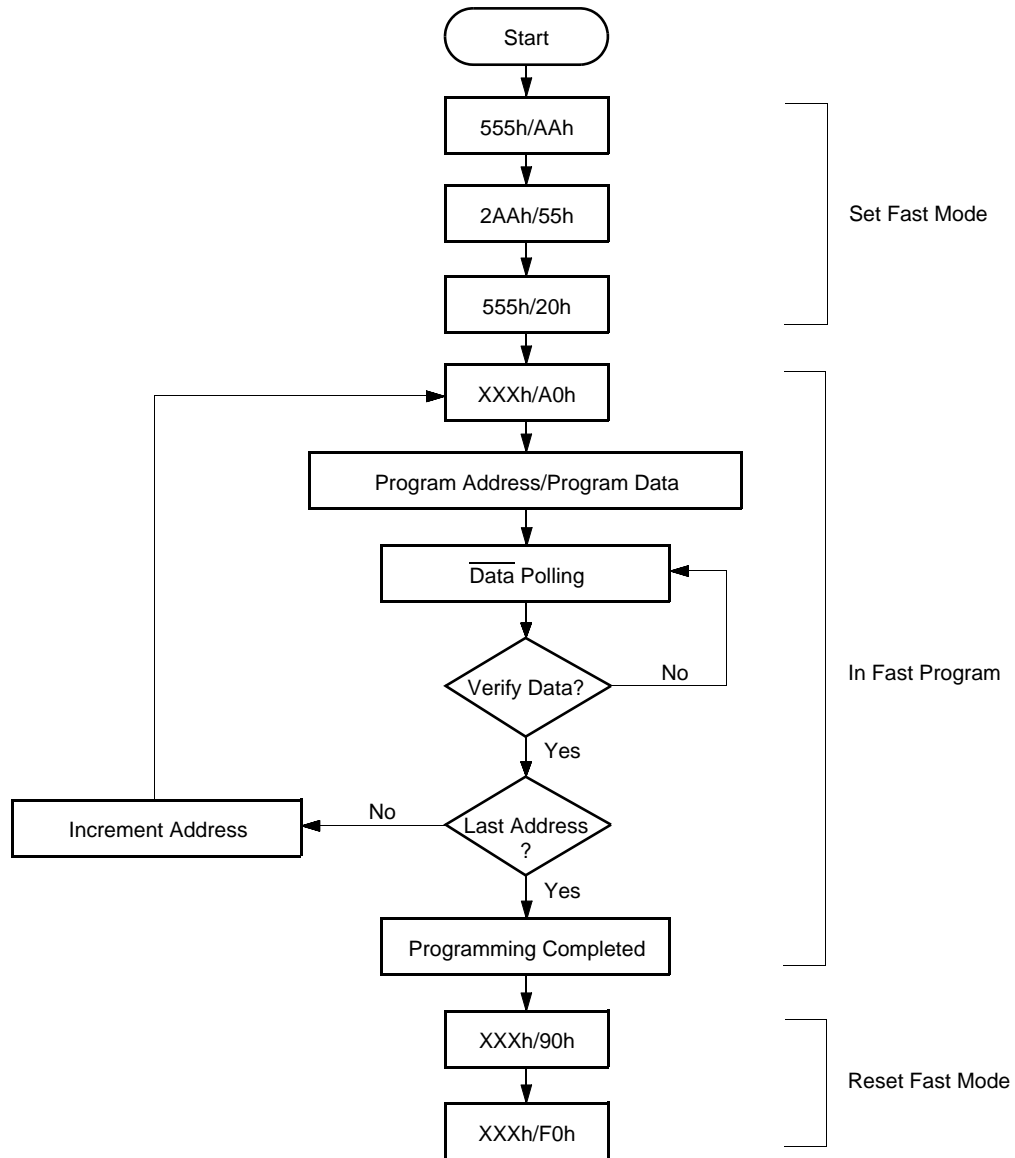 Start
555h/AAh
2AAh/55h
Set Fast Mode
555h/20h
XXXh/A0h
Program Address/Program Data
Data Polling
Verify Data?
No
In Fast Program
Yes
Increment Address
No
Last Address
?
Yes
Programming Completed
XXXh/90h
Reset Fast Mode
XXXh/F0h